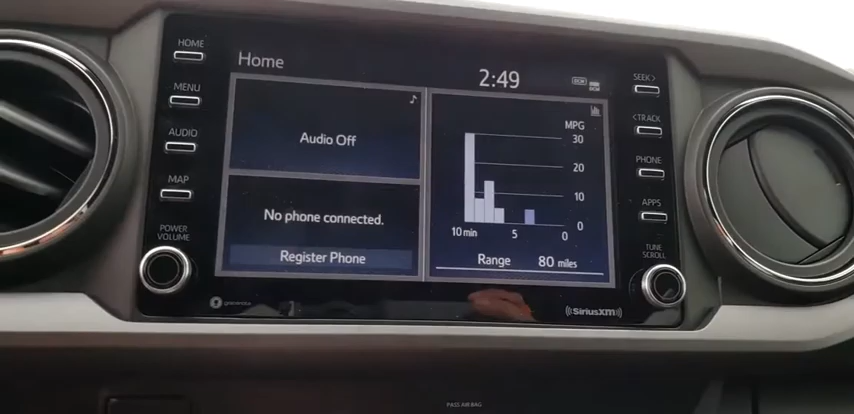 HOME
MENU
AUDIO
MAP
POWER
VOLUME
Home
2:49
DCM
Audio Off
No phone connected.
Register Phone
MPG
30
20
10
0
10 min 5 0
Range 80 miles
SEEK>
<TRACK
PHONE
APPS
TUNE
SCROLL
gracenote
((SiriusXM))
PASS AIR BAG